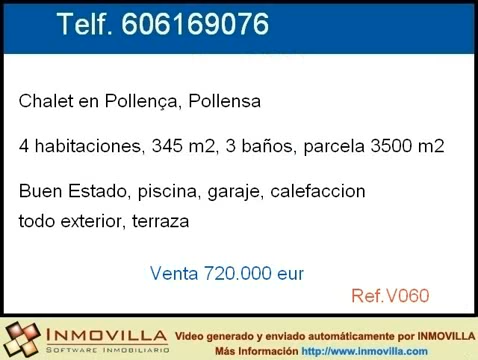 Telf. 606169076
Chalet en Pollença, Pollensa
4 habitaciones, 345 m2, 3 baños, parcela 3500 m2
Buen Estado, piscina, garaje, calefaccion
todo exterior, terraza
Venta 720.000 eur
Ref.V060
INMOVILLA
SOFTWARE INMOBILIARIO
Video generado y enviado automáticamente por INMOVILLA
Más Información http://www.inmovilla.com